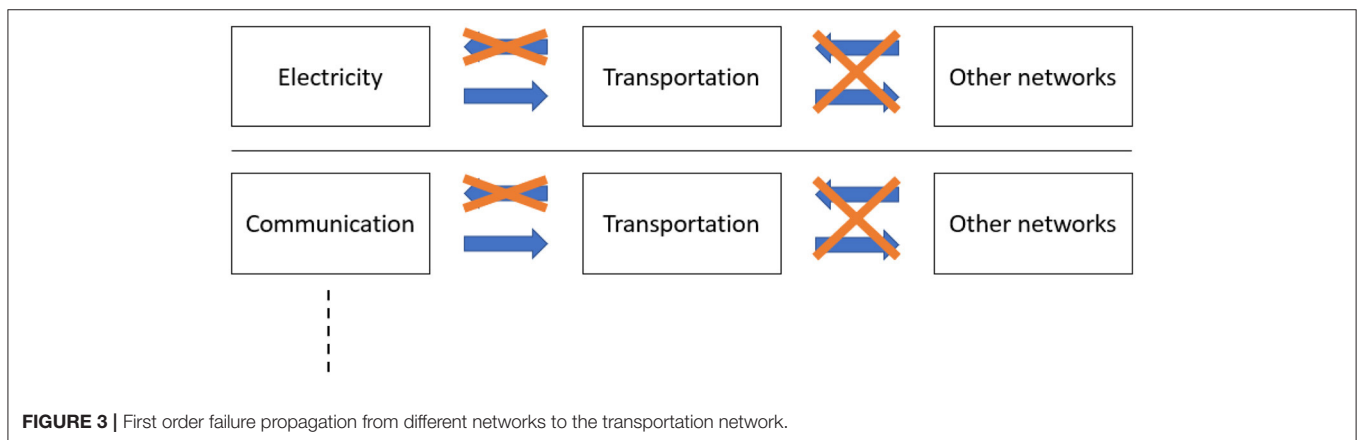 Electricity Transportation Other networks
Communication Transportation Other networks
FIGURE 3 | First order failure propagation from different networks to the transportation network.